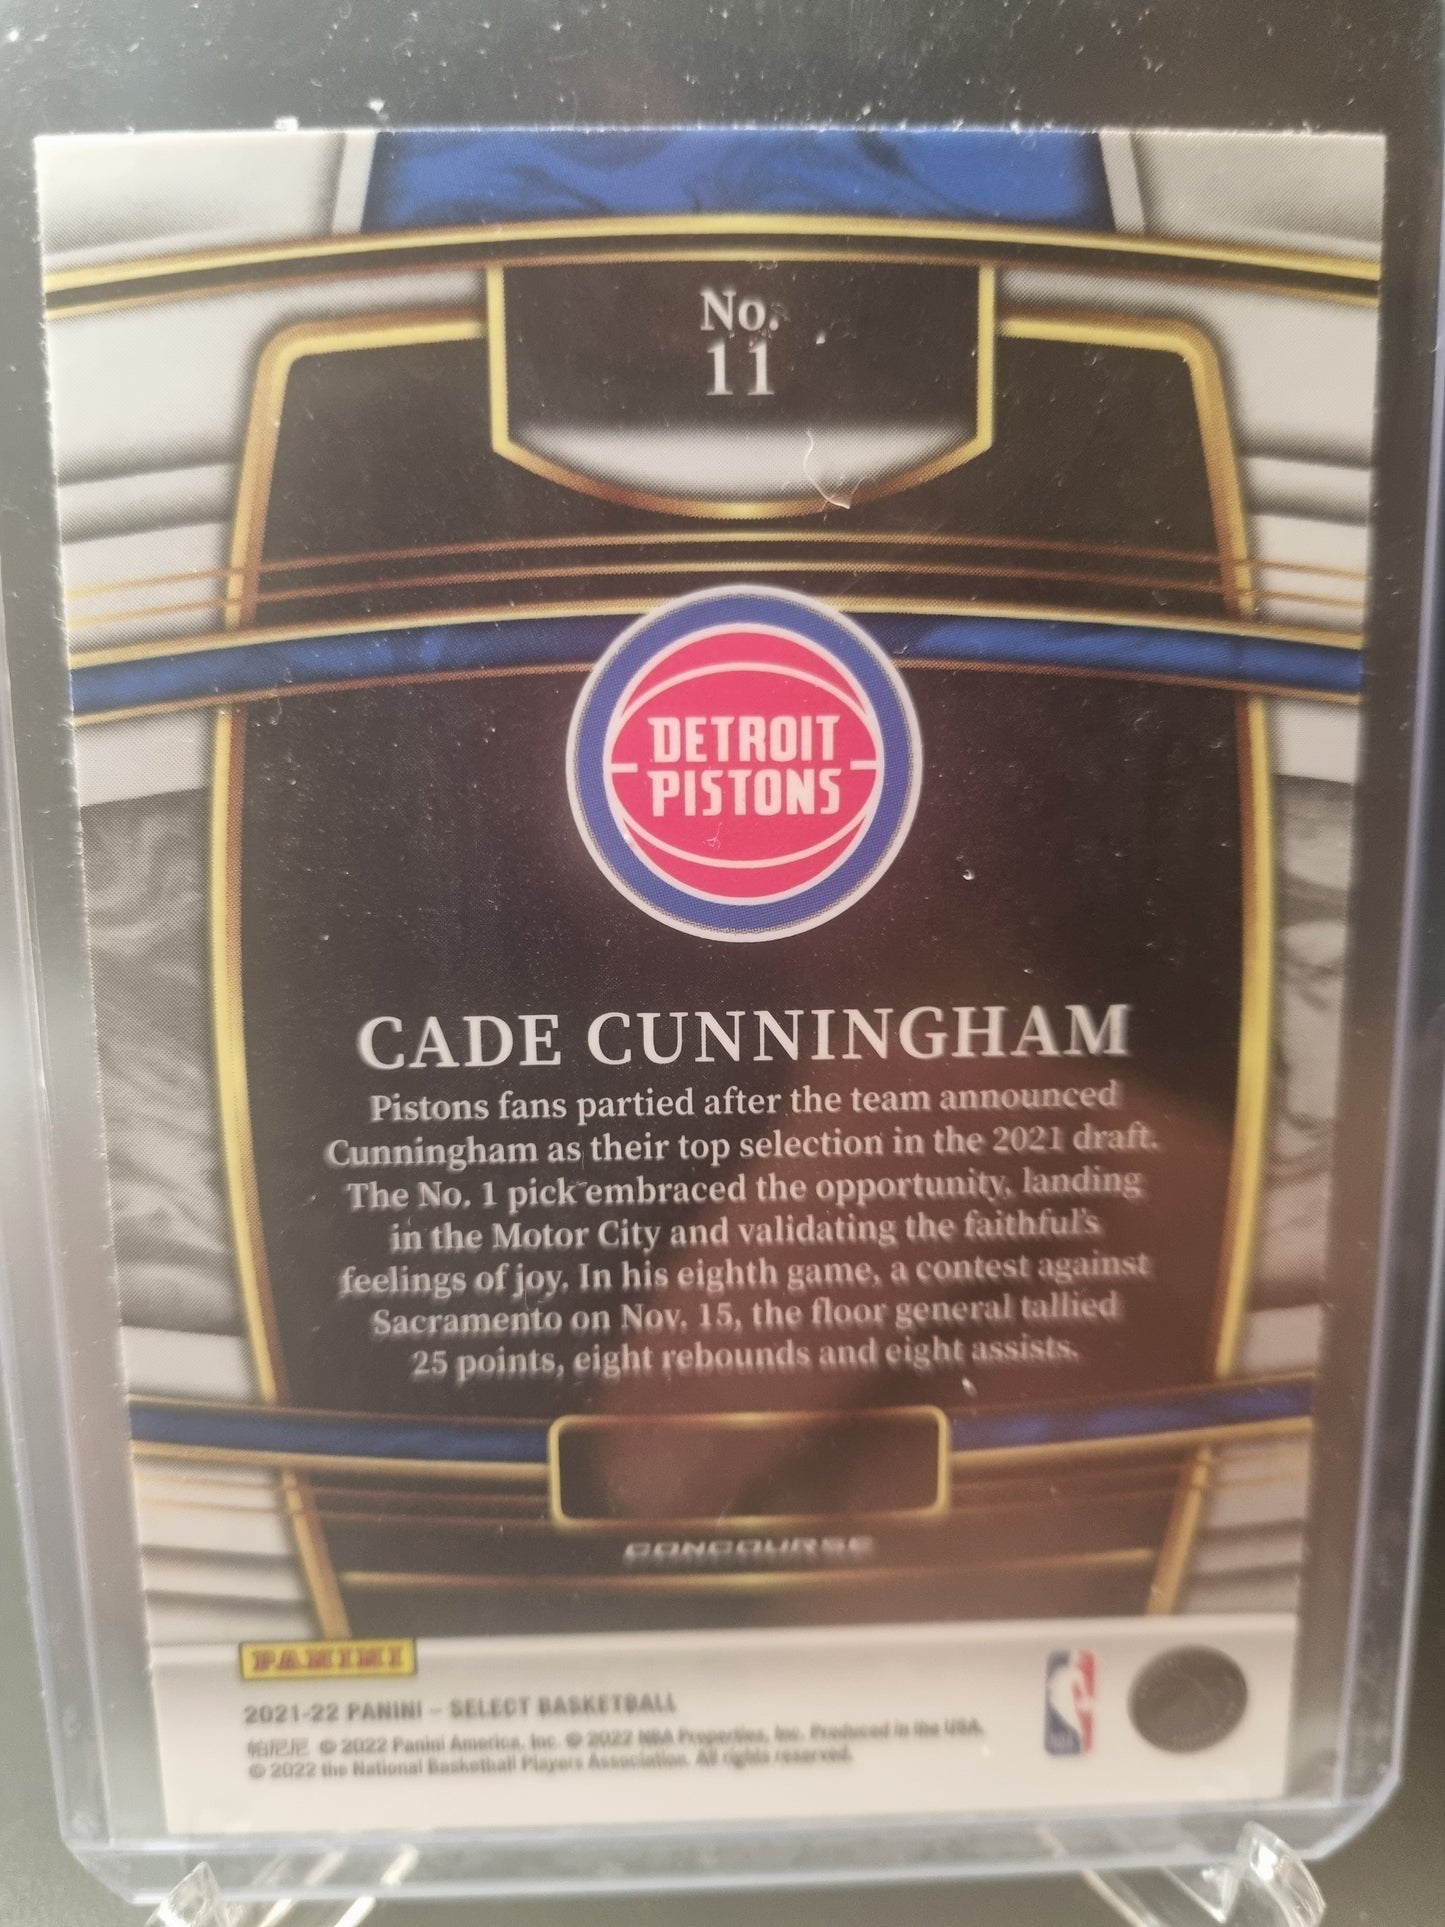 No.
11
DETROIT
PISTONS
CADE CUNNINGHAM
Pistons fans partied after the team announced
Cunningham as their top selection in the 2021 draft.
The No. 1 pick embraced the opportunity, landing
in the Motor City and validating the faithful's
feelings of joy. In his eighth game, a contest against
Sacramento on Nov. 15, the floor general tallied
25 points, eight rebounds and eight assists.
CONCOURSE
PANINI
2021-22 PANINI – SELECT BASKETBALL
帕尼尼 © 2022 Panini America, Inc. © 2022 NBA Properties, Inc. Produced in the USA.
© 2022 the National Basketball Players Association. All rights reserved.
NBA